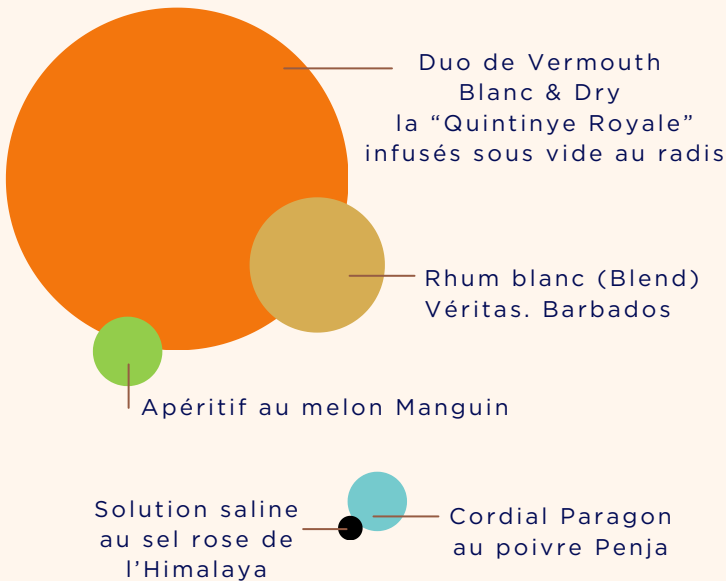 Duo de Vermouth
Blanc & Dry
la “Quintinye Royale”
infusés sous vide au radis
Rhum blanc (Blend)
Véritas. Barbados
Apéritif au melon Manguin
Solution saline
au sel rose de
l’Himalaya
Cordial Paragon
au poivre Penja